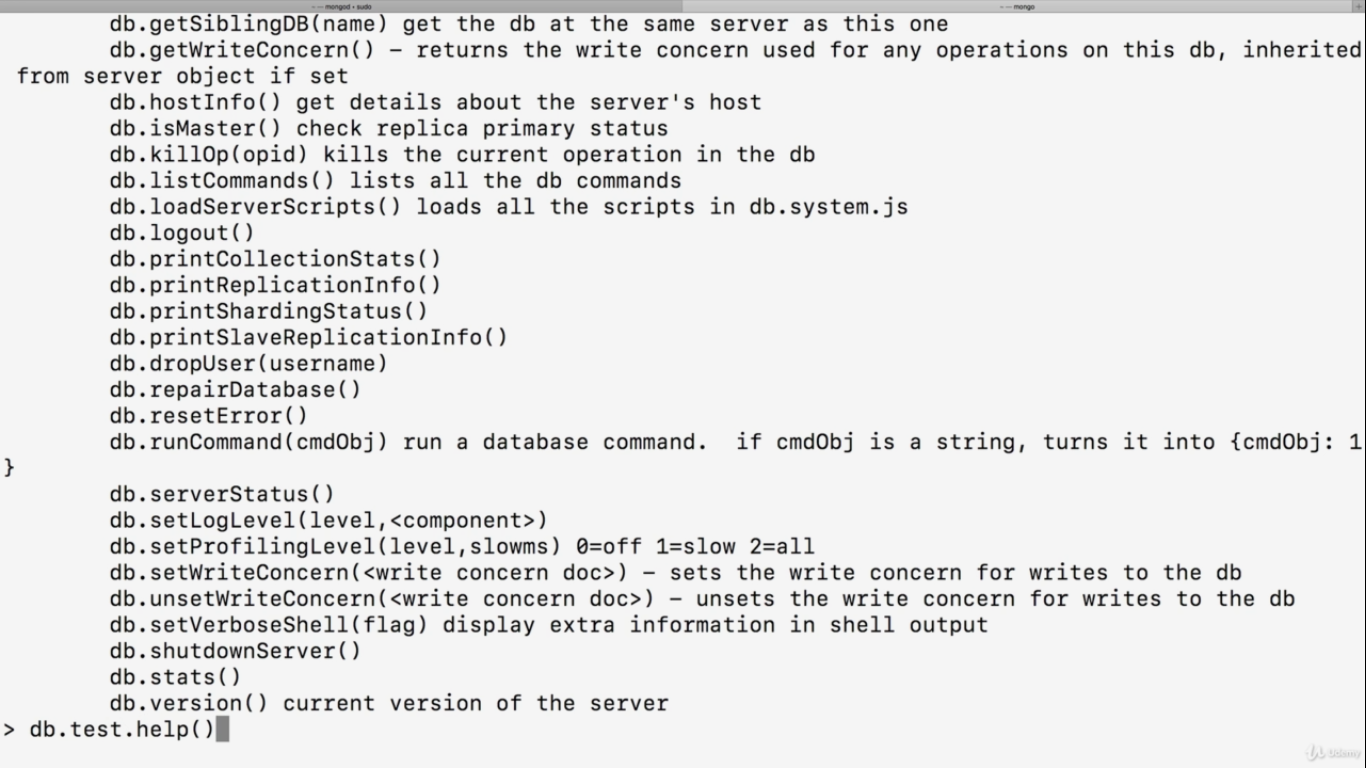 ~ — mongod • sudo
~ — mongo
db.getSiblingDB(name) get the db at the same server as this one
db.getWriteConcern() - returns the write concern used for any operations on this db, inherited
from server object if set
db.hostInfo() get details about the server's host
db.isMaster() check replica primary status
db.killOp(opid) kills the current operation in the db
db.listCommands() lists all the db commands
db.loadServerScripts() loads all the scripts in db.system.js
db.logout()
db.printCollectionStats()
db.printReplicationInfo()
db.printShardingStatus()
db.printSlaveReplicationInfo()
db.dropUser(username)
db.repairDatabase()
db.resetError()
db.runCommand(cmdObj) run a database command.  if cmdObj is a string, turns it into {cmdObj: 1
}
db.serverStatus()
db.setLogLevel(level,<component>)
db.setProfilingLevel(level,slowms) 0=off 1=slow 2=all
db.setWriteConcern(<write concern doc>) - sets the write concern for writes to the db
db.unsetWriteConcern(<write concern doc>) - unsets the write concern for writes to the db
db.setVerboseShell(flag) display extra information in shell output
db.shutdownServer()
db.stats()
db.version() current version of the server
> db.test.help()
Udemy